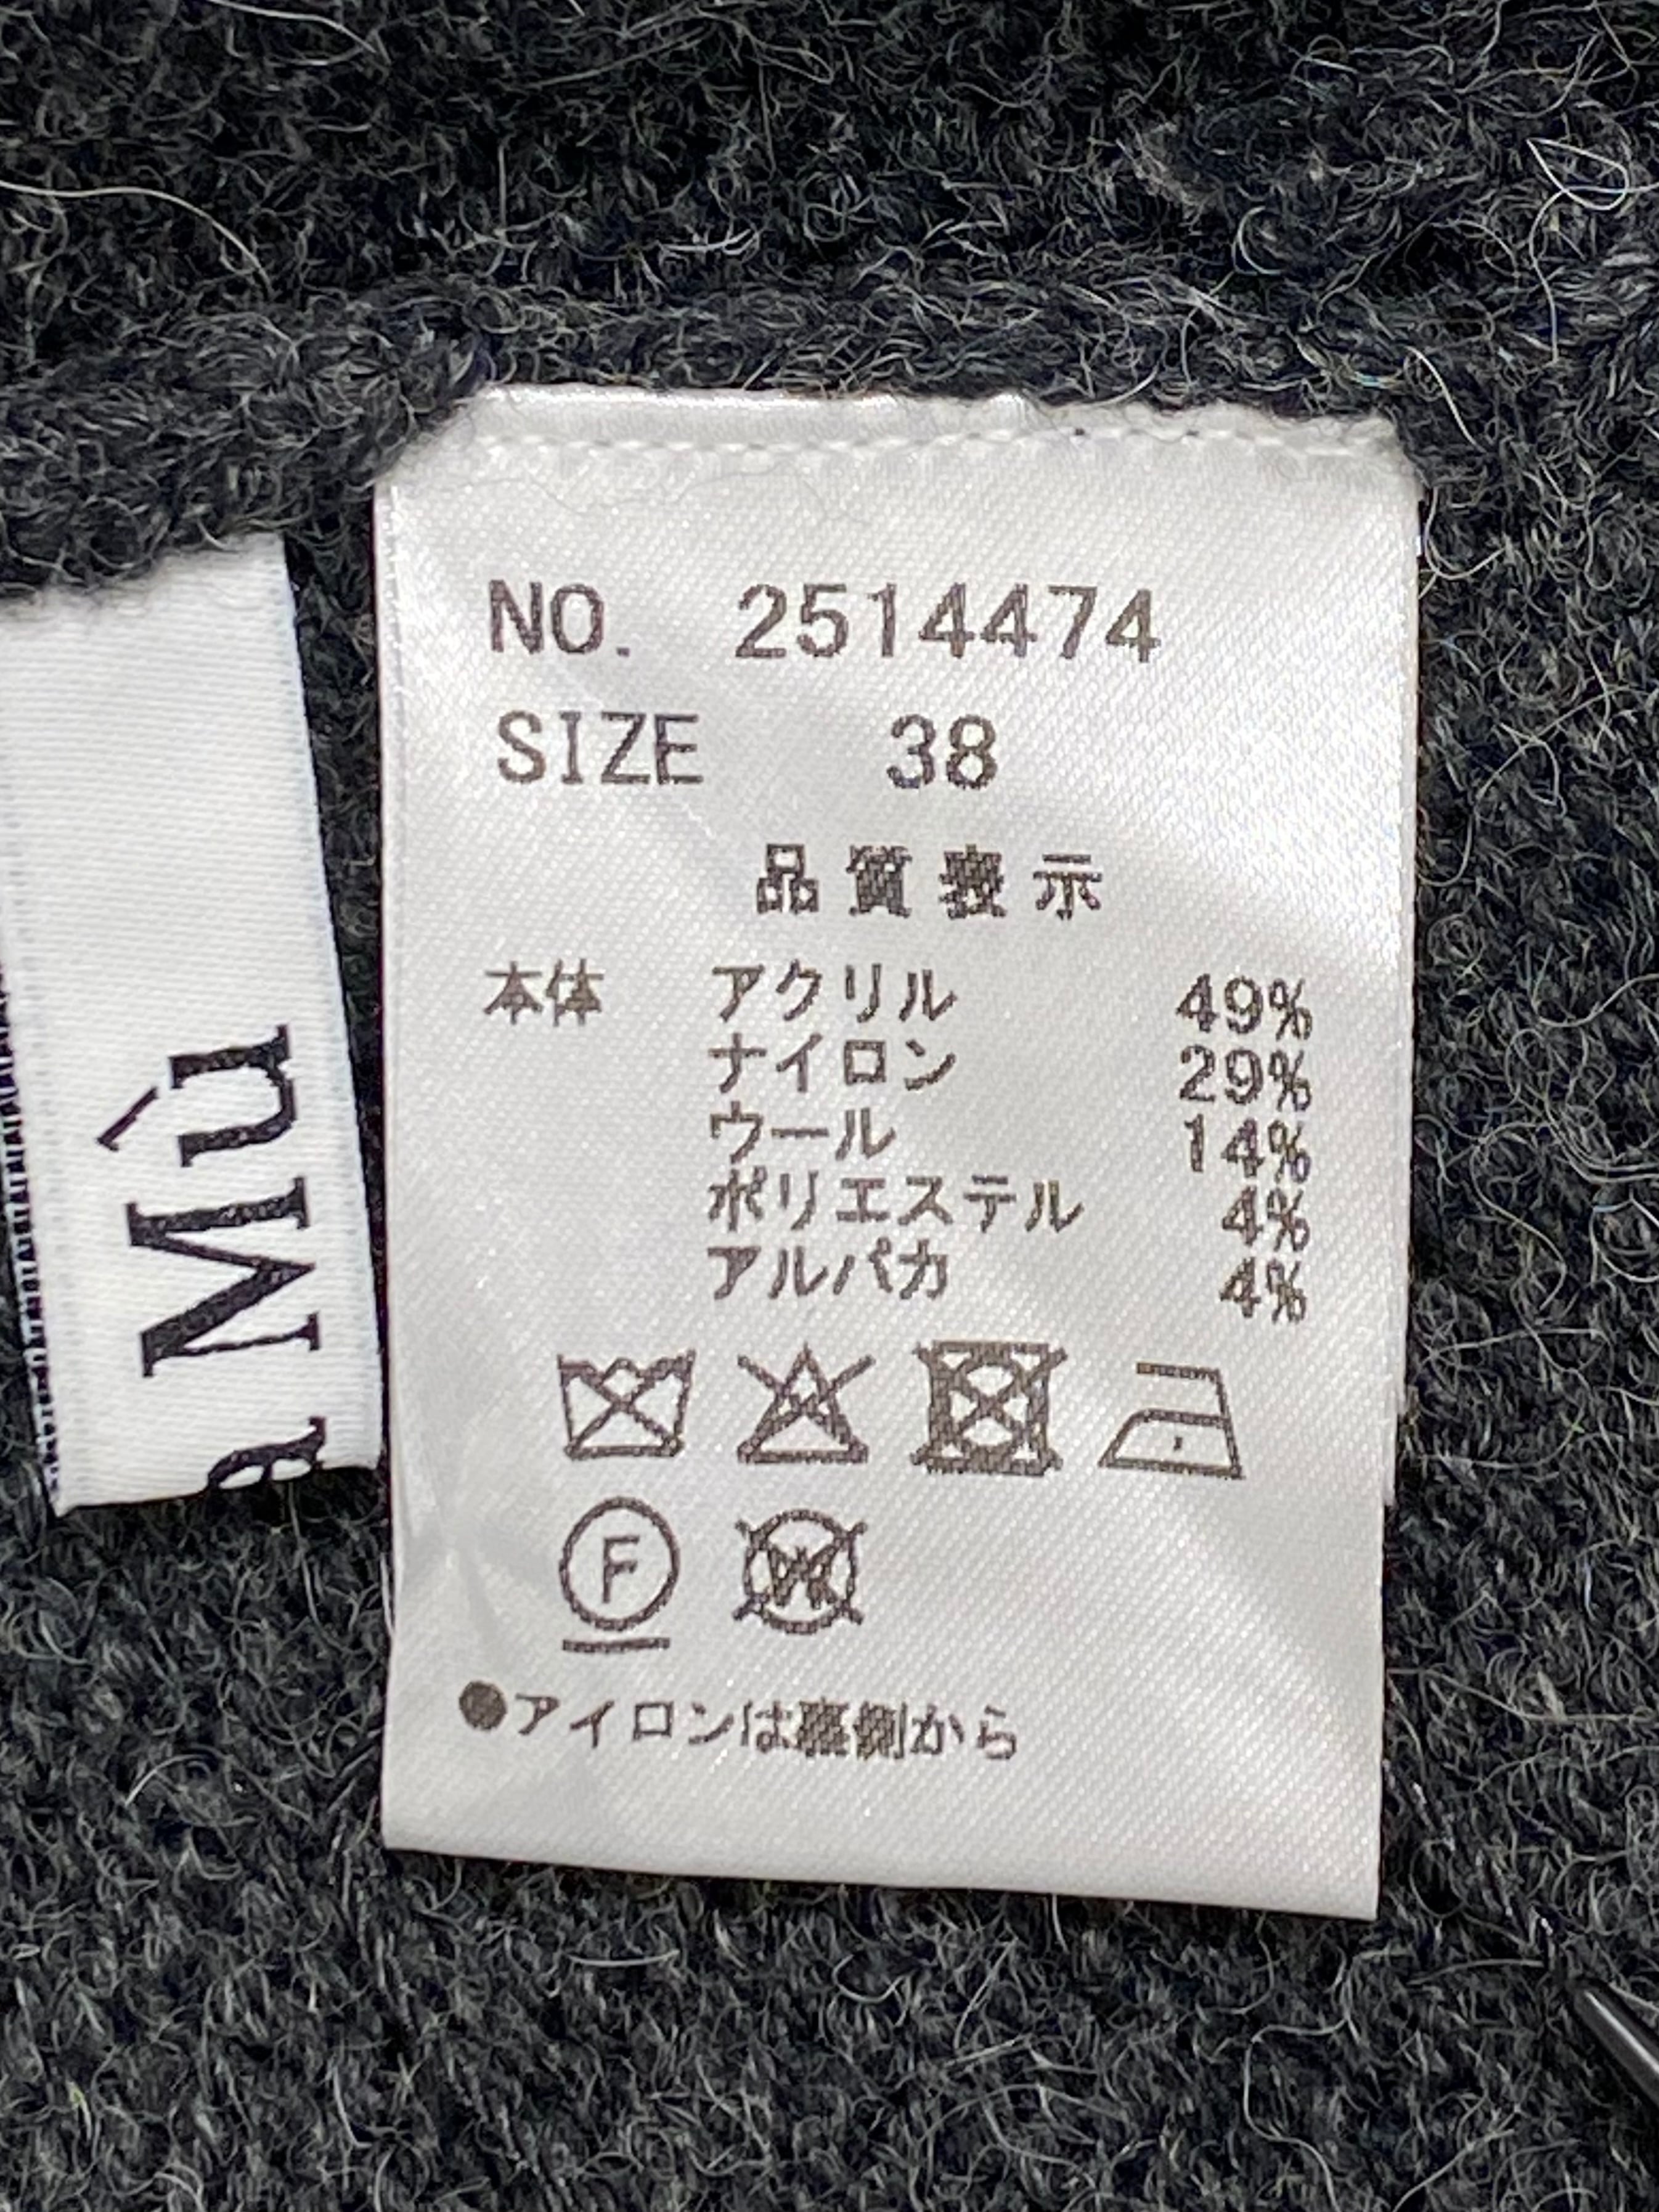 Mù
NO. 2514474
SIZE 38
品質表示
本体 アクリル 49%
ナイロン 29%
ウール 14%
ポリエステル 4%
アルパカ 4%
F
W
●アイロンは裏側から